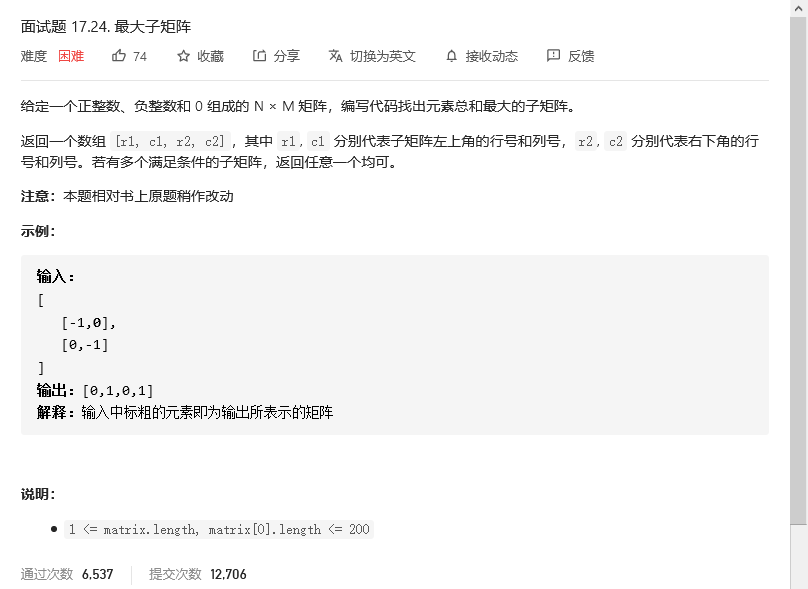 面试题 17.24. 最大子矩阵
难度 困难 74 收藏 分享 切换为英文 接收动态 反馈
给定一个正整数、负整数和 0 组成的 N × M 矩阵，编写代码找出元素总和最大的子矩阵。
返回一个数组 [r1, c1, r2, c2]，其中 r1, c1 分别代表子矩阵左上角的行号和列号，r2, c2 分别代表右下角的行
号和列号。若有多个满足条件的子矩阵，返回任意一个均可。
注意：本题相对书上原题稍作改动
示例：
输入：
[
[-1,0],
[0,-1]
]
输出：[0,1,0,1]
解释：输入中标粗的元素即为输出所表示的矩阵
说明：
1 <= matrix.length, matrix[0].length <= 200
通过次数 6,537 提交次数 12,706